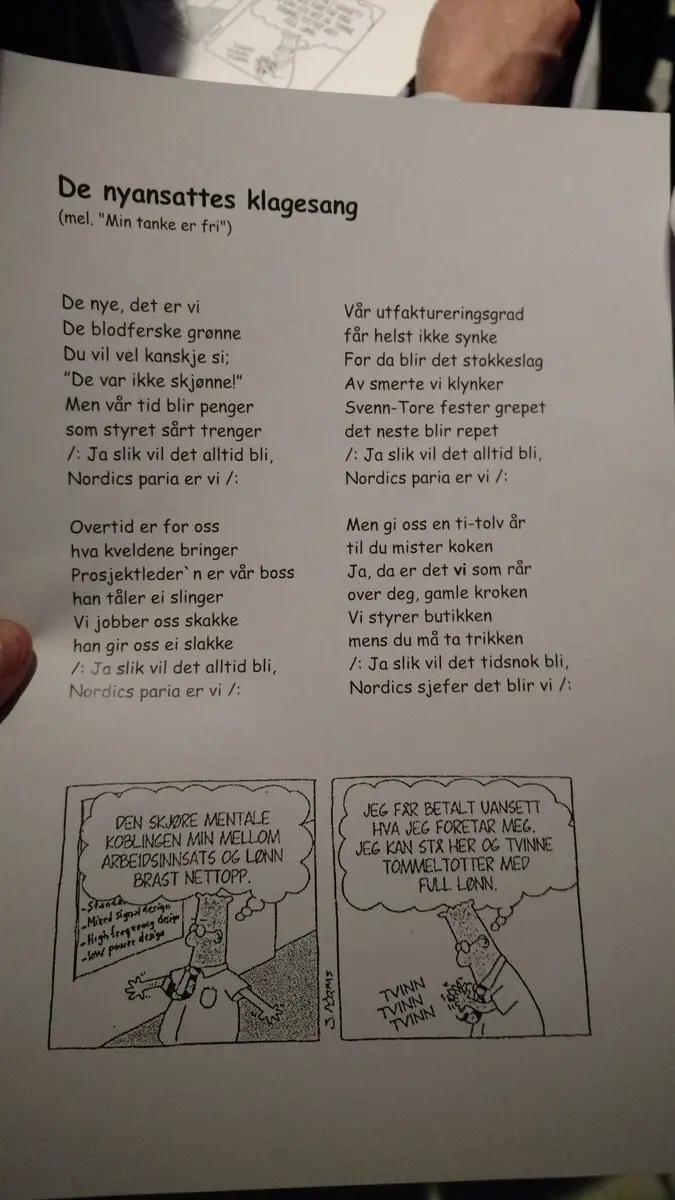 De nyansattes klagesang
(mel. "Min tanke er fri")
De nye, det er vi
De blodferske grønne
Du vil vel kanskje si;
"De var ikke skjønne!"
Men vår tid blir penger
som styret sårt trenger
/: Ja slik vil det alltid bli,
Nordics paria er vi /:
Overtid er for oss
hva kveldene bringer
Prosjektleder`n er vår boss
han tåler ei slinger
Vi jobber oss skakke
han gir oss ei slakke
/: Ja slik vil det alltid bli,
Nordics paria er vi /:
Vår utfaktureringsgrad
får helst ikke synke
For da blir det stokkeslag
Av smerte vi klynker
Svenn-Tore fester grepet
det neste blir repet
/: Ja slik vil det alltid bli,
Nordics paria er vi /:
Men gi oss en ti-tolv år
til du mister koken
Ja, da er det vi som rår
over deg, gamle kroken
Vi styrer butikken
mens du må ta trikken
/: Ja slik vil det tidsnok bli,
Nordics sjefer det blir vi /:
DEN SKJØRE MENTALE
KOBLINGEN MIN MELLOM
ARBEIDSINNSATS OG LØNN
BRAST NETTOPP.
- Mixed signal design
- High frequency design
- low power design
S. ADAMS
JEG FÅR BETALT UANSETT
HVA JEG FORETAR MEG.
JEG KAN STÅ HER OG TVINNE
TOMMELTOTTER MED
FULL LØNN.
TVINN
TVINN
TVINN